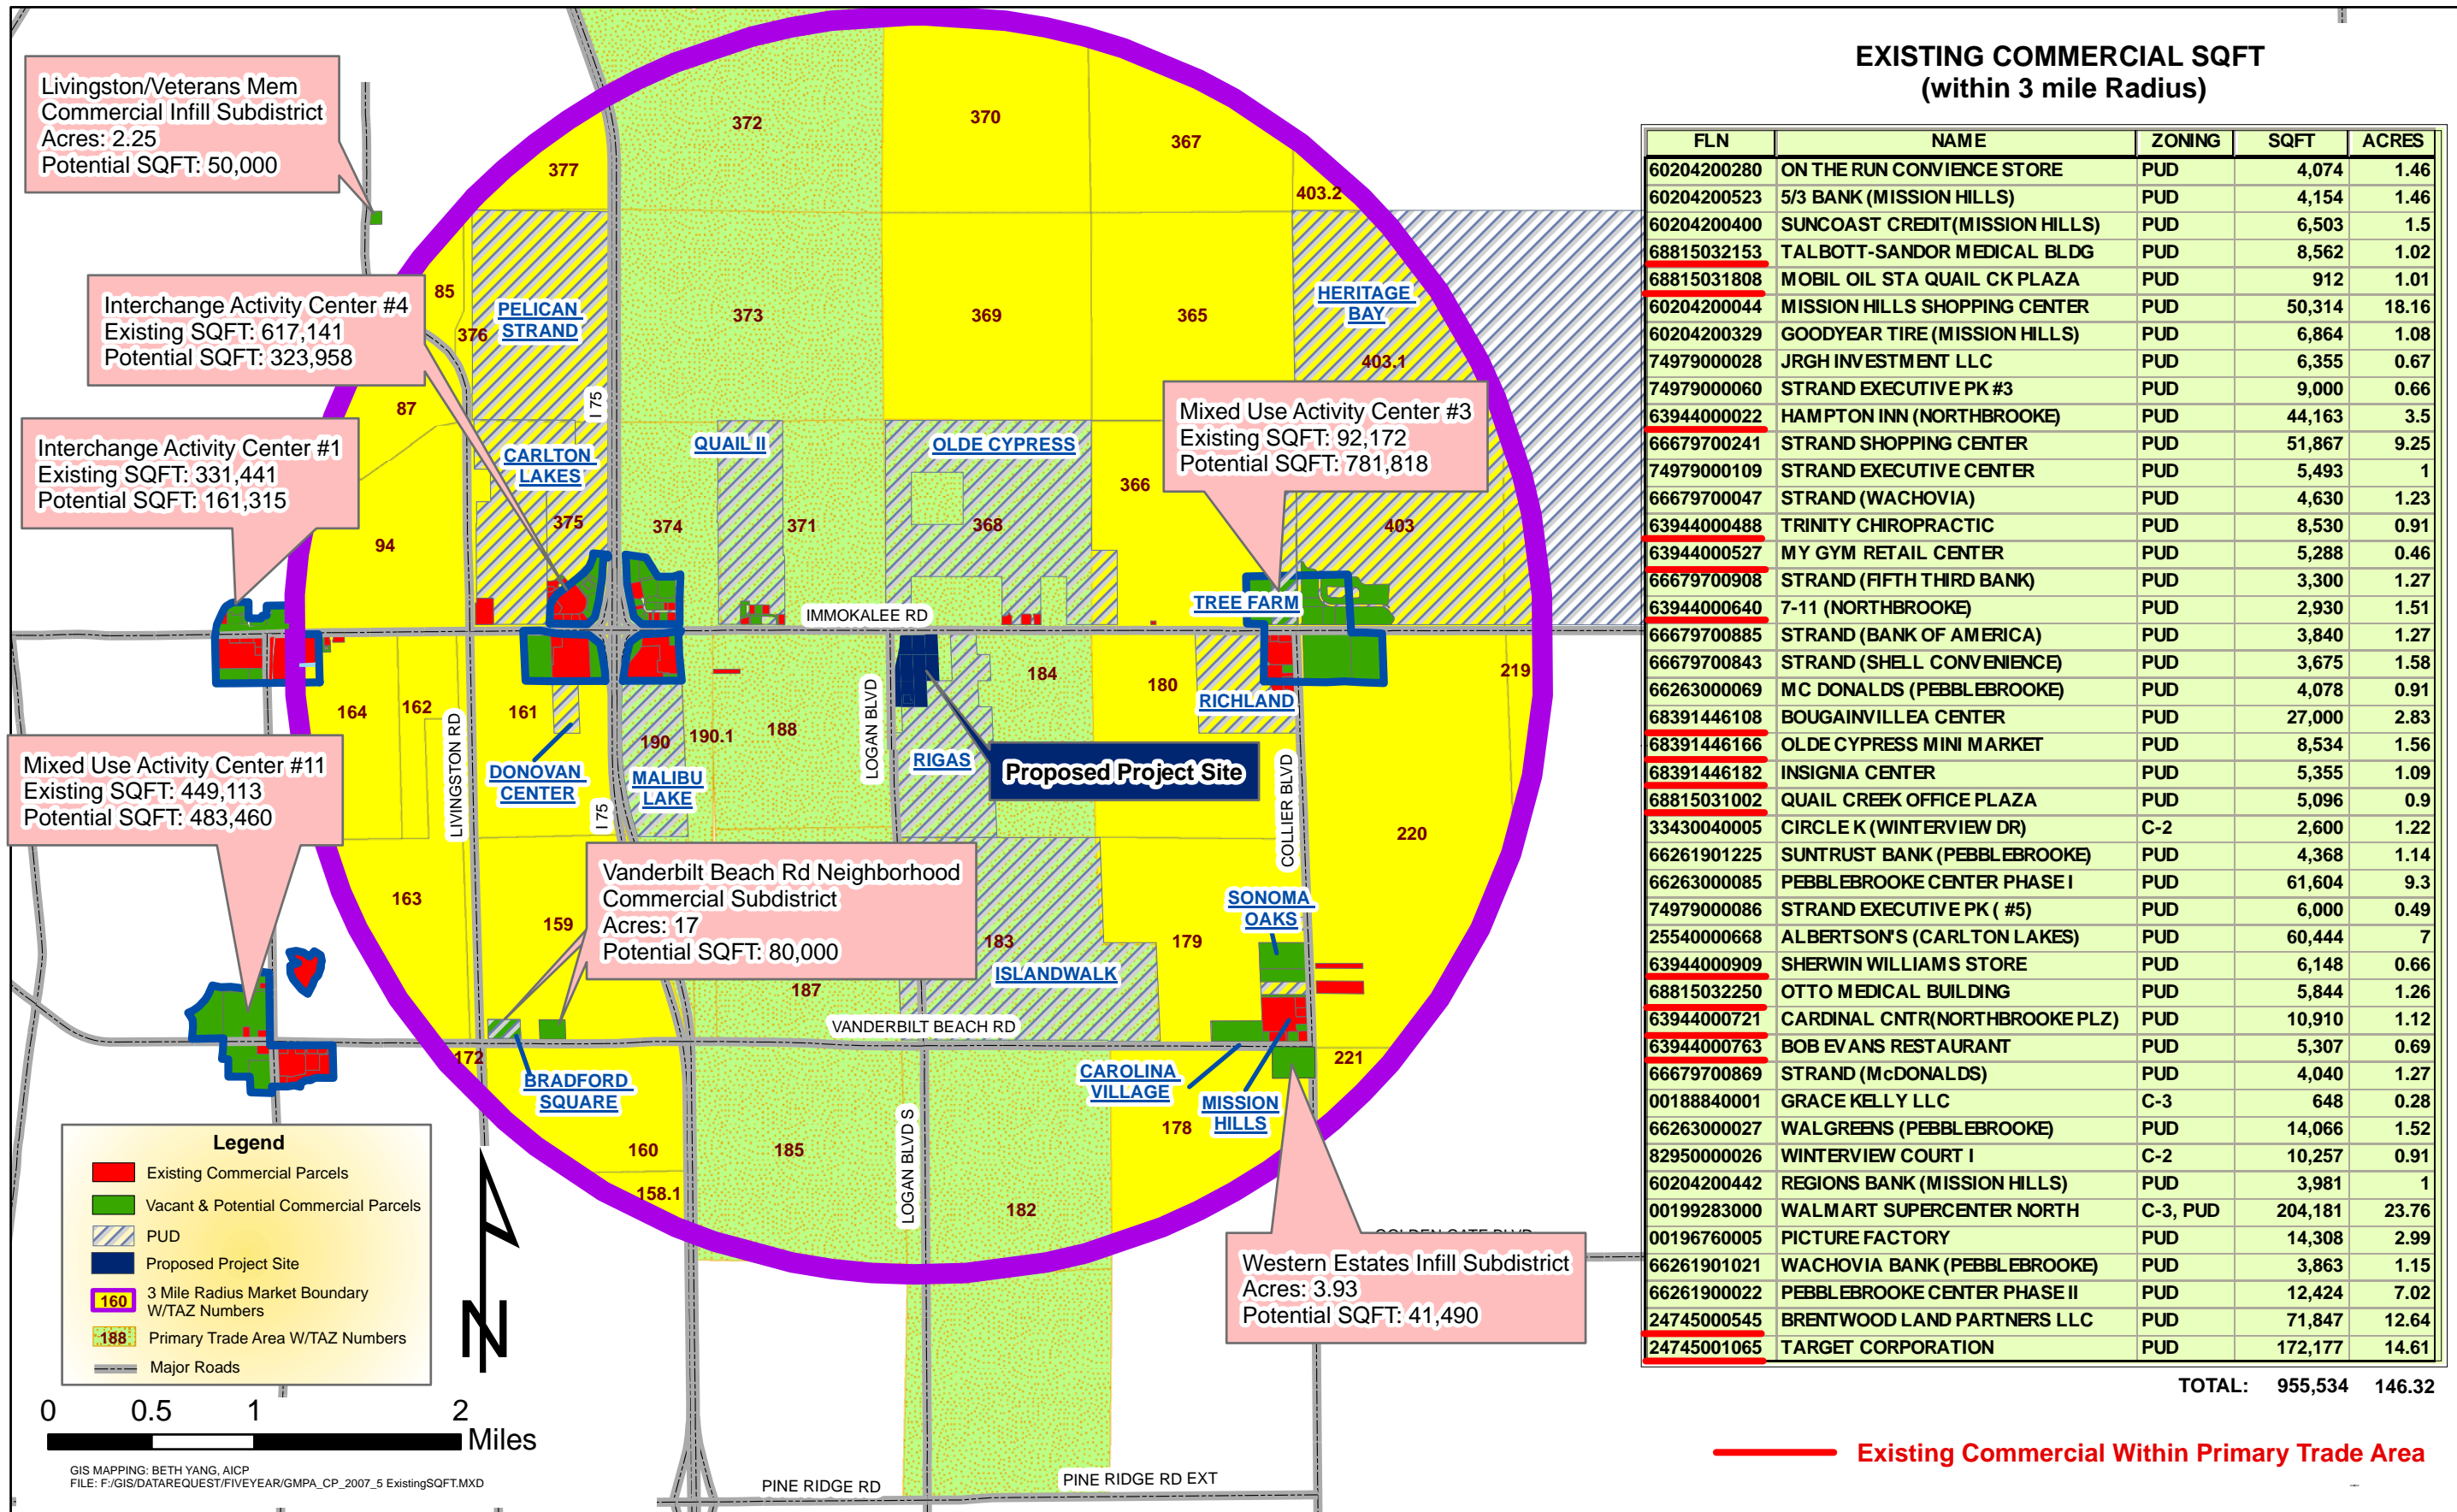 EXISTING COMMERCIAL SQFT
(within 3 mile Radius)
FLN NAME ZONING SQFT ACRES
60204200280 ON THE RUN CONVIENCE STORE PUD 4,074 1.46
60204200523 5/3 BANK (MISSION HILLS) PUD 4,154 1.46
60204200400 SUNCOAST CREDIT(MISSION HILLS) PUD 6,503 1.5
68815032153 TALBOTT-SANDOR MEDICAL BLDG PUD 8,562 1.02
68815031808 MOBIL OIL STA QUAIL CK PLAZA PUD 912 1.01
60204200044 MISSION HILLS SHOPPING CENTER PUD 50,314 18.16
60204200329 GOODYEAR TIRE (MISSION HILLS) PUD 6,864 1.08
74979000028 JRGH INVESTMENT LLC PUD 6,355 0.67
74979000060 STRAND EXECUTIVE PK #3 PUD 9,000 0.66
63944000022 HAMPTON INN (NORTHBROOKE) PUD 44,163 3.5
66679700241 STRAND SHOPPING CENTER PUD 51,867 9.25
74979000109 STRAND EXECUTIVE CENTER PUD 5,493 1
66679700047 STRAND (WACHOVIA) PUD 4,630 1.23
63944000488 TRINITY CHIROPRACTIC PUD 8,530 0.91
63944000527 MY GYM RETAIL CENTER PUD 5,288 0.46
66679700908 STRAND (FIFTH THIRD BANK) PUD 3,300 1.27
63944000640 7-11 (NORTHBROOKE) PUD 2,930 1.51
66679700885 STRAND (BANK OF AMERICA) PUD 3,840 1.27
66679700843 STRAND (SHELL CONVENIENCE) PUD 3,675 1.58
66263000069 MC DONALDS (PEBBLEBROOKE) PUD 4,078 0.91
68391446108 BOUGAINVILLEA CENTER PUD 27,000 2.83
68391446166 OLDE CYPRESS MINI MARKET PUD 8,534 1.56
68391446182 INSIGNIA CENTER PUD 5,355 1.09
68815031002 QUAIL CREEK OFFICE PLAZA PUD 5,096 0.9
33430040005 CIRCLE K (WINTERVIEW DR) C-2 2,600 1.22
66261901225 SUNTRUST BANK (PEBBLEBROOKE) PUD 4,368 1.14
66263000085 PEBBLEBROOKE CENTER PHASE I PUD 61,604 9.3
74979000086 STRAND EXECUTIVE PK ( #5) PUD 6,000 0.49
25540000668 ALBERTSON'S (CARLTON LAKES) PUD 60,444 7
63944000909 SHERWIN WILLIAMS STORE PUD 6,148 0.66
68815032250 OTTO MEDICAL BUILDING PUD 5,844 1.26
63944000721 CARDINAL CNTR(NORTHBROOKE PLZ) PUD 10,910 1.12
63944000763 BOB EVANS RESTAURANT PUD 5,307 0.69
66679700869 STRAND (McDONALDS) PUD 4,040 1.27
00188840001 GRACE KELLY LLC C-3 648 0.28
66263000027 WALGREENS (PEBBLEBROOKE) PUD 14,066 1.52
82950000026 WINTERVIEW COURT I C-2 10,257 0.91
60204200442 REGIONS BANK (MISSION HILLS) PUD 3,981 1
00199283000 WALMART SUPERCENTER NORTH C-3, PUD 204,181 23.76
00196760005 PICTURE FACTORY PUD 14,308 2.99
66261901021 WACHOVIA BANK (PEBBLEBROOKE) PUD 3,863 1.15
66261900022 PEBBLEBROOKE CENTER PHASE II PUD 12,424 7.02
24745000545 BRENTWOOD LAND PARTNERS LLC PUD 71,847 12.64
24745001065 TARGET CORPORATION PUD 172,177 14.61
TOTAL: 955,534 146.32
Existing Commercial Within Primary Trade Area
Livingston/Veterans Mem
Commercial Infill Subdistrict
Acres: 2.25
Potential SQFT: 50,000
Interchange Activity Center #4
Existing SQFT: 617,141
Potential SQFT: 323,958
Interchange Activity Center #1
Existing SQFT: 331,441
Potential SQFT: 161,315
Mixed Use Activity Center #3
Existing SQFT: 92,172
Potential SQFT: 781,818
Mixed Use Activity Center #11
Existing SQFT: 449,113
Potential SQFT: 483,460
Vanderbilt Beach Rd Neighborhood
Commercial Subdistrict
Acres: 17
Potential SQFT: 80,000
Western Estates Infill Subdistrict
Acres: 3.93
Potential SQFT: 41,490
Proposed Project Site
372
370
367
377
403.2
85
376
PELICAN
STRAND
373
369
365
HERITAGE
BAY
403.1
87
I 75
CARLTON
LAKES
QUAIL II
OLDE CYPRESS
366
94
375
374
371
368
403
TREE FARM
IMMOKALEE RD
164
162
161
LIVINGSTON RD
DONOVAN
CENTER
I 75
190
MALIBU
LAKE
190.1
188
LOGAN BLVD
RIGAS
184
180
RICHLAND
219
COLLIER BLVD
220
163
159
187
183
ISLANDWALK
179
SONOMA
OAKS
VANDERBILT BEACH RD
172
BRADFORD
SQUARE
CAROLINA
VILLAGE
MISSION
HILLS
221
178
160
158.1
185
LOGAN BLVD S
182
PINE RIDGE RD
PINE RIDGE RD EXT
Legend
Existing Commercial Parcels
Vacant & Potential Commercial Parcels
PUD
Proposed Project Site
160 3 Mile Radius Market Boundary
W/TAZ Numbers
188 Primary Trade Area W/TAZ Numbers
Major Roads
N
0 0.5 1 2
Miles
GIS MAPPING: BETH YANG, AICP
FILE: F:/GIS/DATAREQUEST/FIVEYEAR/GMPA_CP_2007_5 ExistingSQFT.MXD